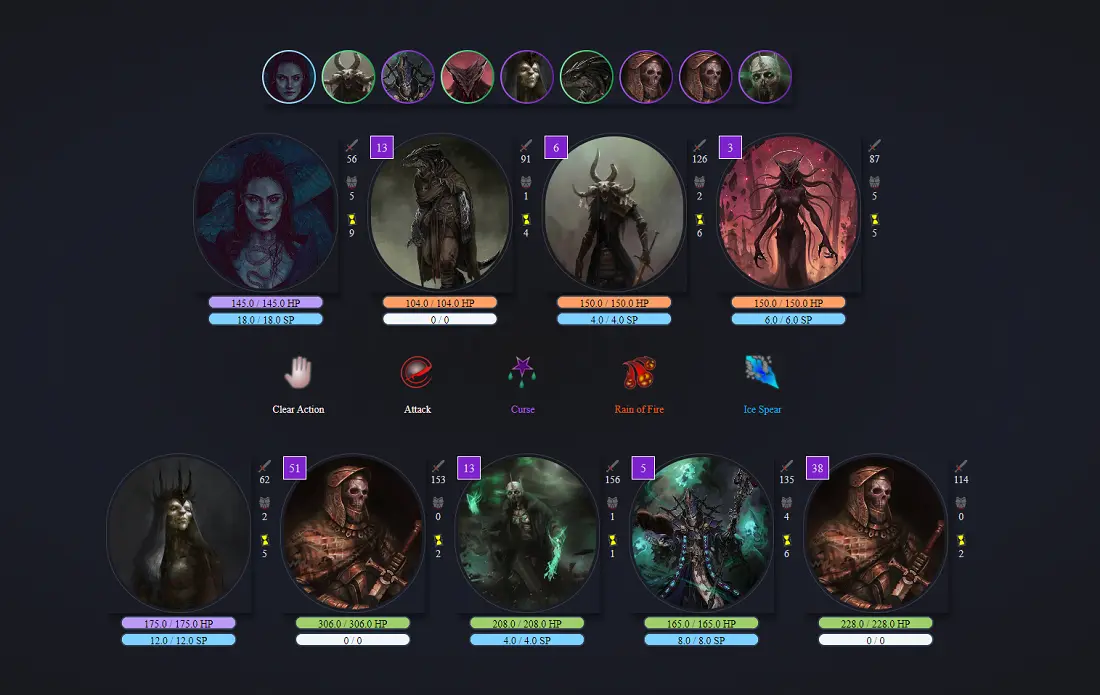 13
6
3
56
91
126
87
5
1
2
5
9
4
6
5
145.0 / 145.0 HP
104.0 / 104.0 HP
150.0 / 150.0 HP
150.0 / 150.0 HP
18.0 / 18.0 SP
0 / 0
4.0 / 4.0 SP
6.0 / 6.0 SP
Clear Action
Attack
Curse
Rain of Fire
Ice Spear
51
13
5
38
62
153
156
135
114
2
0
1
4
0
5
2
1
6
2
175.0 / 175.0 HP
306.0 / 306.0 HP
208.0 / 208.0 HP
165.0 / 165.0 HP
228.0 / 228.0 HP
12.0 / 12.0 SP
0 / 0
4.0 / 4.0 SP
8.0 / 8.0 SP
0 / 0